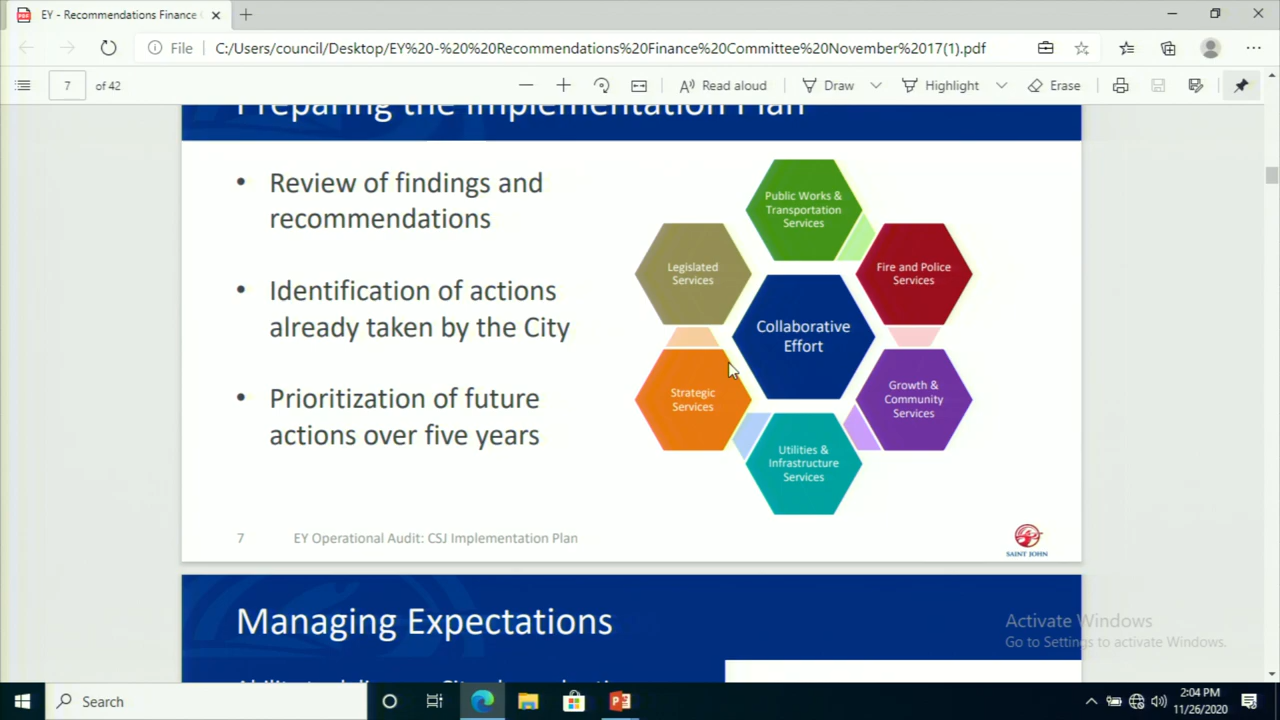 EY - Recommendations Finance
File
C:/Users/council/Desktop/EY%20-%20%20Recommendations%20Finance%20Committee%20November%2017(1).pdf
7
of 42
Read aloud
Draw
Highlight
Erase
Preparing the Implementation Plan
• Review of findings and
recommendations
• Identification of actions
already taken by the City
• Prioritization of future
actions over five years
Public Works &
Transportation
Services
Legislated
Services
Fire and Police
Services
Collaborative
Effort
Strategic
Services
Growth &
Community
Services
Utilities &
Infrastructure
Services
7
EY Operational Audit: CSJ Implementation Plan
SAINT JOHN
Managing Expectations
Activate Windows
Go to Settings to activate Windows.
Search
2:04 PM
11/26/2020